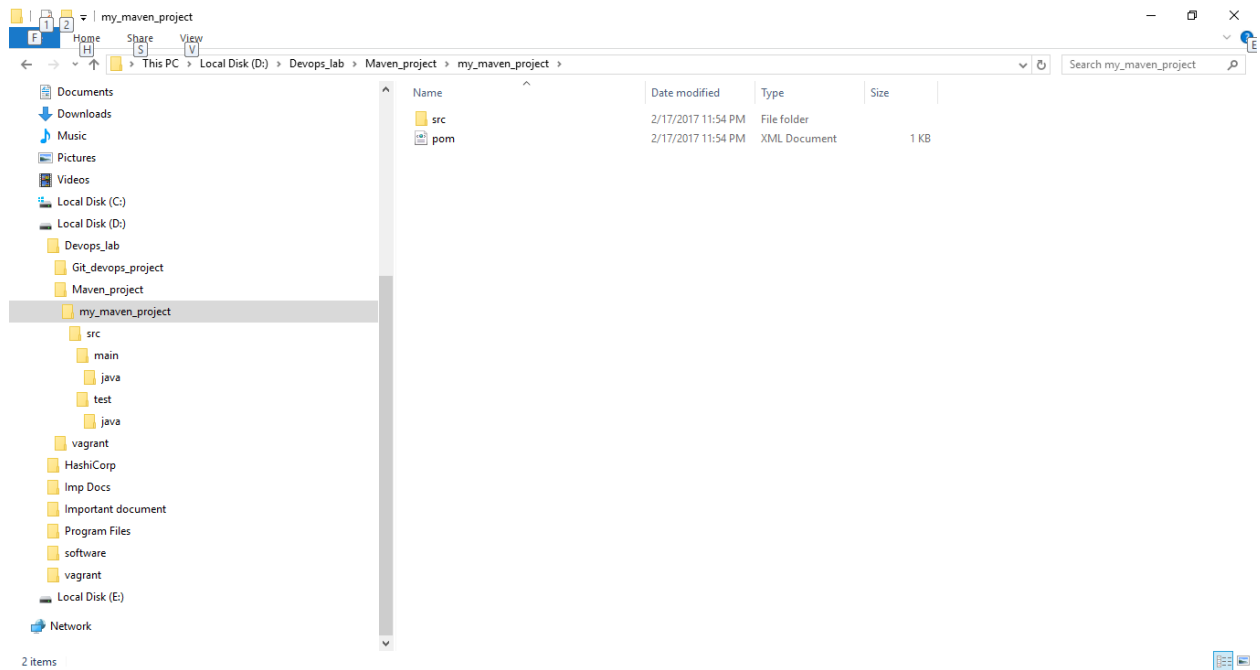 my_maven_project
1 2
F Home Share View
H S V E
This PC > Local Disk (D:) > Devops_lab > Maven_project > my_maven_project >
Search my_maven_project
Documents
Downloads
Music
Pictures
Videos
Local Disk (C:)
Local Disk (D:)
Devops_lab
Git_devops_project
Maven_project
my_maven_project
src
main
java
test
java
vagrant
HashiCorp
Imp Docs
Important document
Program Files
software
vagrant
Local Disk (E:)
Network
Name Date modified Type Size
src 2/17/2017 11:54 PM File folder
pom 2/17/2017 11:54 PM XML Document 1 KB
2 items